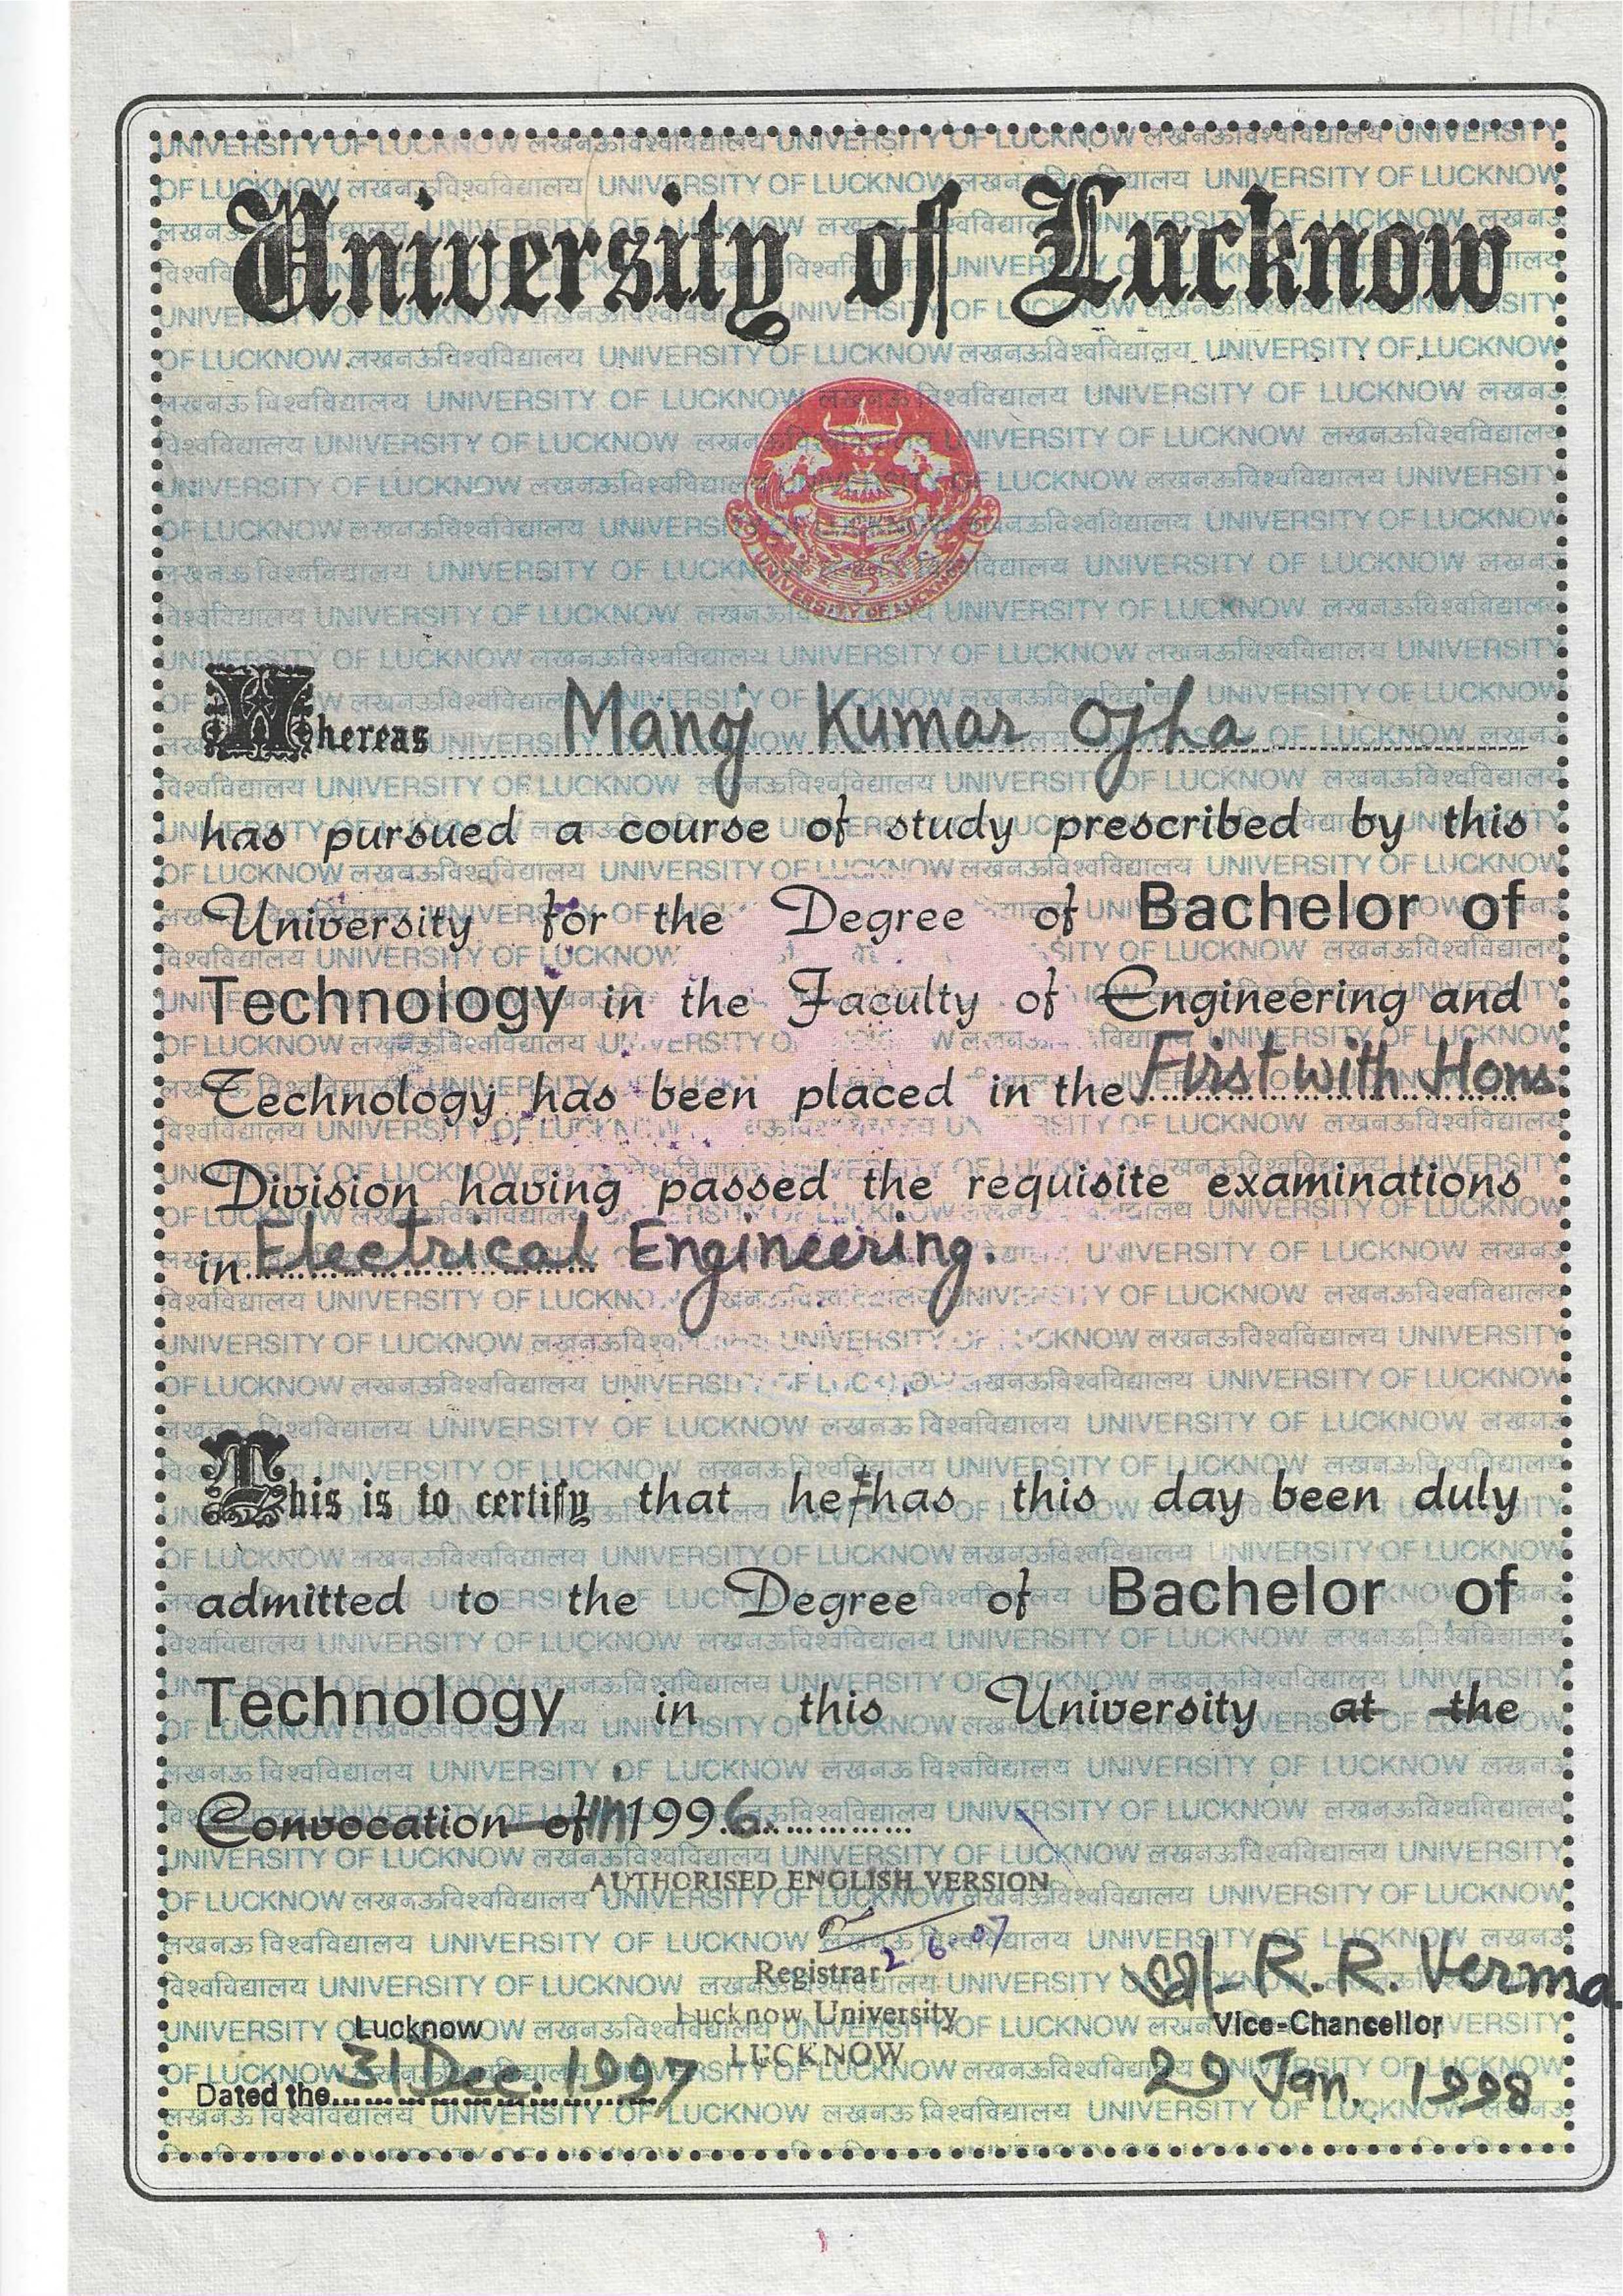 University of Lucknow
UNIVERSITY OF LUCKNOW
Whereas Manoj Kumar Ojha
has pursued a course of study prescribed by this
University for the Degree of Bachelor of
Technology in the Faculty of Engineering and
Technology has been placed in the First with Hons.
Division having passed the requisite examinations
in Electrical Engineering.
This is to certify that he has this day been duly
admitted to the Degree of Bachelor of
Technology in this University at the
Convocation of in 1996.
AUTHORISED ENGLISH VERSION
2.6.07
Registrar
Lucknow University
LUCKNOW
R. R. Verma
Vice-Chancellor
29 Jan. 1998
Lucknow
Dated the 31 Dec. 1997